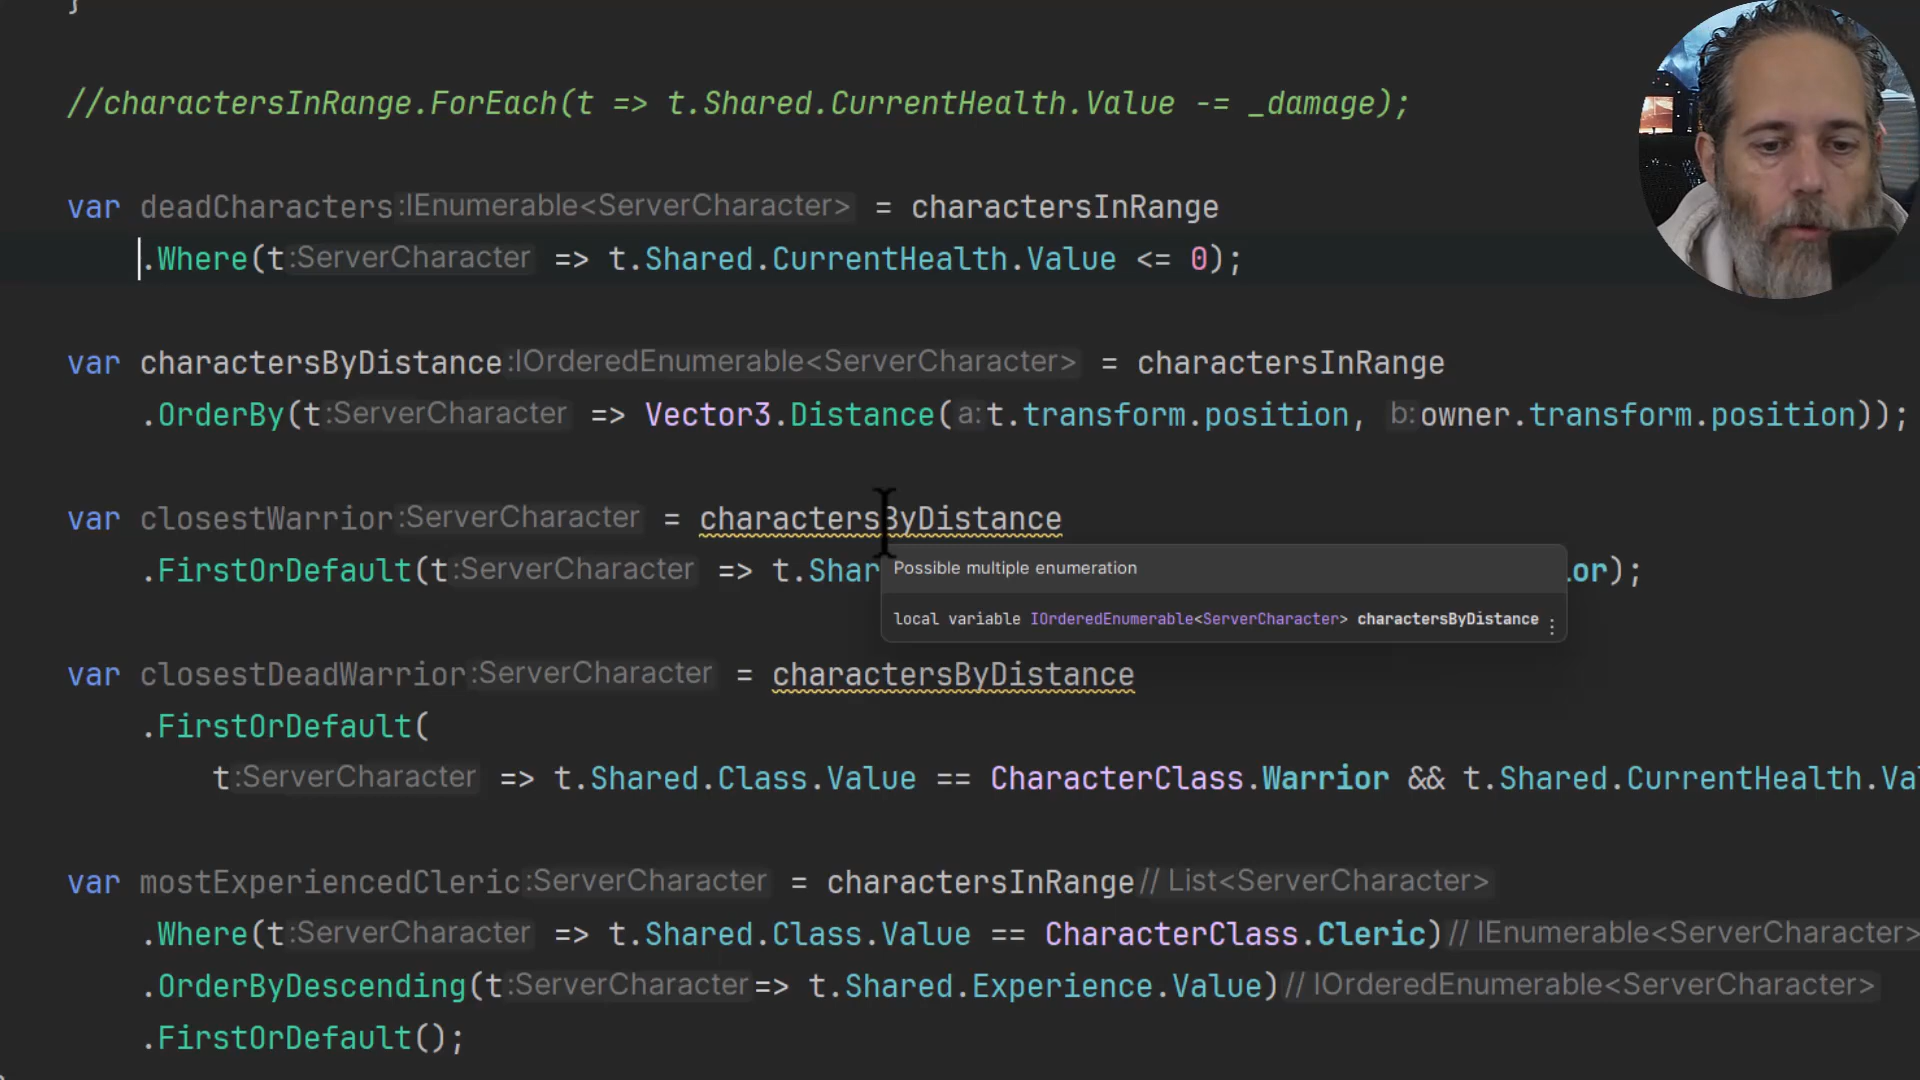 }
//charactersInRange.ForEach(t => t.Shared.CurrentHealth.Value -= _damage);
var deadCharacters:IEnumerable<ServerCharacter> = charactersInRange
.Where(t:ServerCharacter => t.Shared.CurrentHealth.Value <= 0);
var charactersByDistance:IOrderedEnumerable<ServerCharacter> = charactersInRange
.OrderBy(t:ServerCharacter => Vector3.Distance(a:t.transform.position, b:owner.transform.position));
var closestWarrior:ServerCharacter = charactersByDistance
.FirstOrDefault(t:ServerCharacter => t.Shar or);
Possible multiple enumeration
local variable IOrderedEnumerable<ServerCharacter> charactersByDistance
var closestDeadWarrior:ServerCharacter = charactersByDistance
.FirstOrDefault(
t:ServerCharacter => t.Shared.Class.Value == CharacterClass.Warrior && t.Shared.CurrentHealth.Va
var mostExperiencedCleric:ServerCharacter = charactersInRange// List<ServerCharacter>
.Where(t:ServerCharacter => t.Shared.Class.Value == CharacterClass.Cleric)// IEnumerable<ServerCharacter>
.OrderByDescending(t:ServerCharacter=> t.Shared.Experience.Value)// IOrderedEnumerable<ServerCharacter>
.FirstOrDefault();